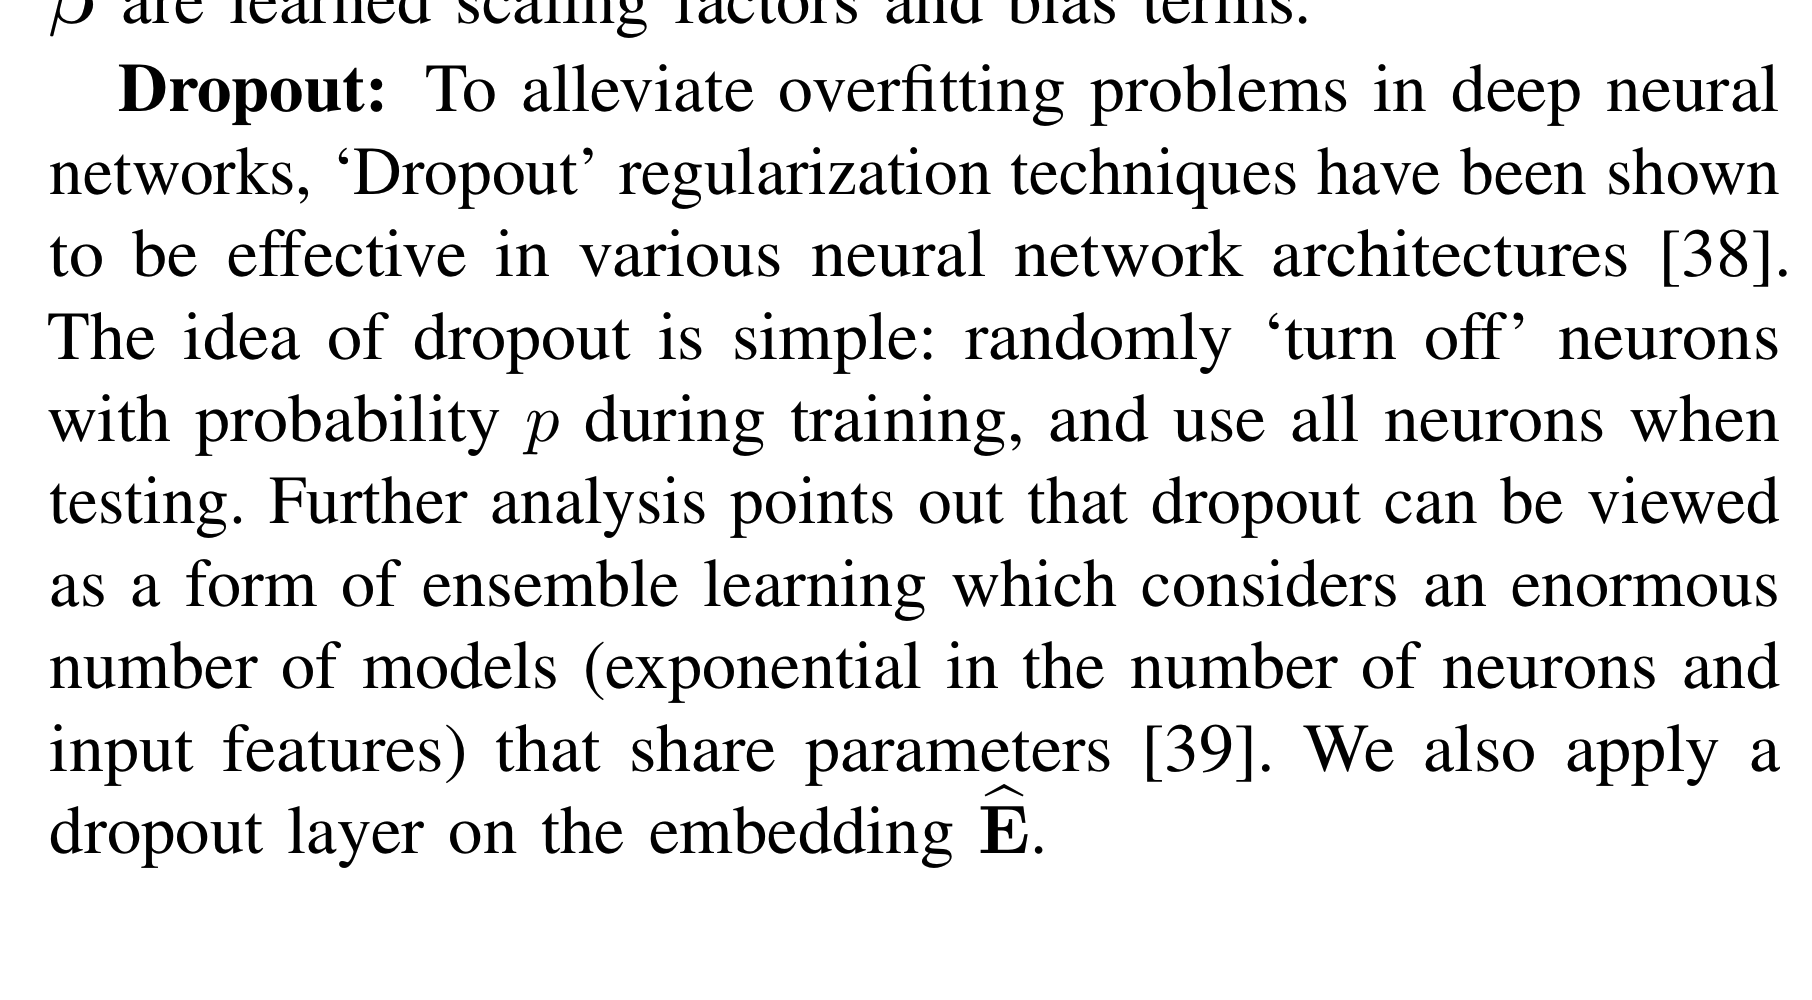 β are learned scaling factors and bias terms.
Dropout: To alleviate overfitting problems in deep neural
networks, ‘Dropout’ regularization techniques have been shown
to be effective in various neural network architectures [38].
The idea of dropout is simple: randomly ‘turn off’ neurons
with probability p during training, and use all neurons when
testing. Further analysis points out that dropout can be viewed
as a form of ensemble learning which considers an enormous
number of models (exponential in the number of neurons and
input features) that share parameters [39]. We also apply a
dropout layer on the embedding Ê.